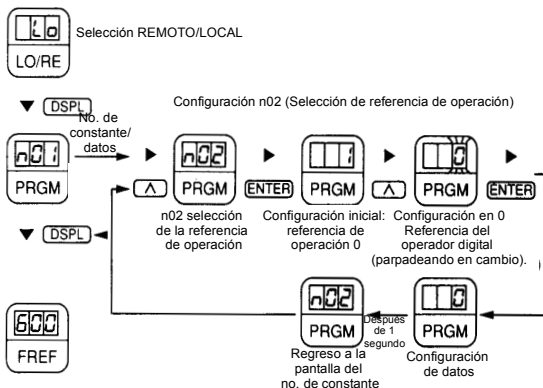 Lo
Selección REMOTO/LOCAL
LO/RE
DSPL
No. de
constante/
datos
Configuración n02 (Selección de referencia de operación)
n01
PRGM
n02
PRGM
ENTER
1
PRGM
0
PRGM
ENTER
n02 selección
de la referencia
de operación
Configuración inicial:
referencia de
operación 0
Configuración en 0
Referencia del
operador digital
(parpadeando en cambio).
DSPL
600
FREF
n02
PRGM
Después
de 1
segundo
0
PRGM
Regreso a la
pantalla del
no. de constante
Configuración
de datos